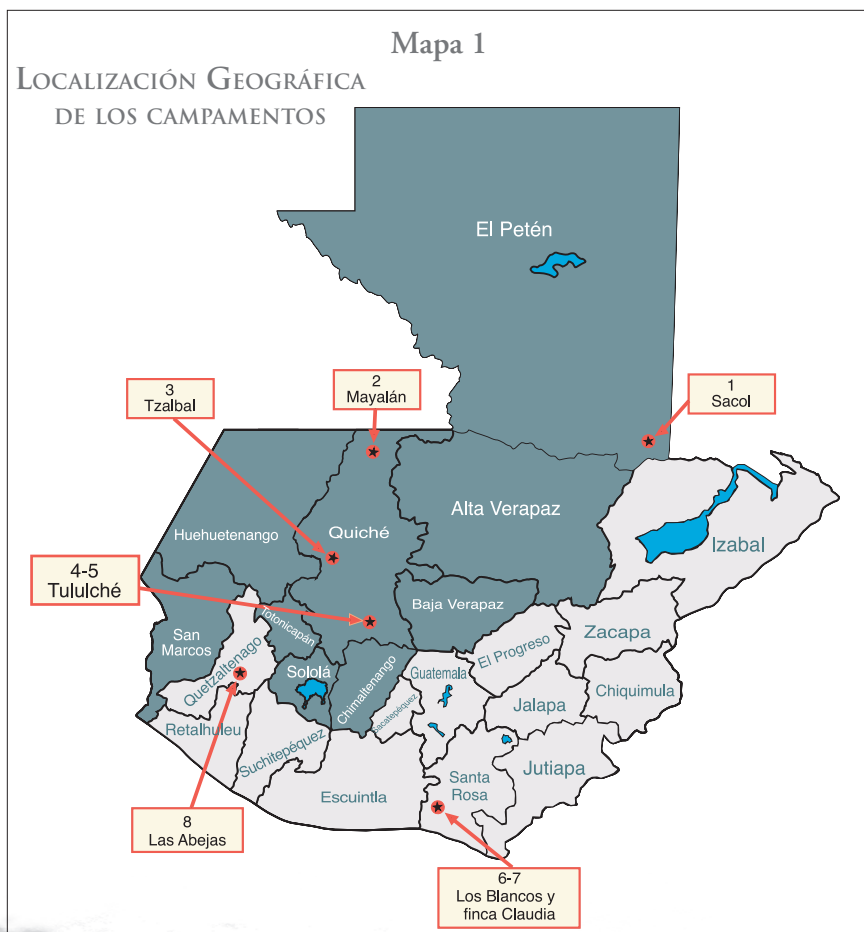 Mapa 1
LOCALIZACIÓN GEOGRÁFICA
DE LOS CAMPAMENTOS
El Petén
3
Tzalbal
2
Mayalán
1
Sacol
Huehuetenango
Quiché
Alta Verapaz
Izabal
4-5
Tululché
Baja Verapaz
San
Marcos
Totonicapán
Quetzaltenago
Sololá
Chimaltenango
Sacatepéquez
Guatemala
El Progreso
Zacapa
Chiquimula
Jalapa
Retalhuleu
Suchitepéquez
Escuintla
Santa
Rosa
Jutiapa
8
Las Abejas
6-7
Los Blancos y
finca Claudia